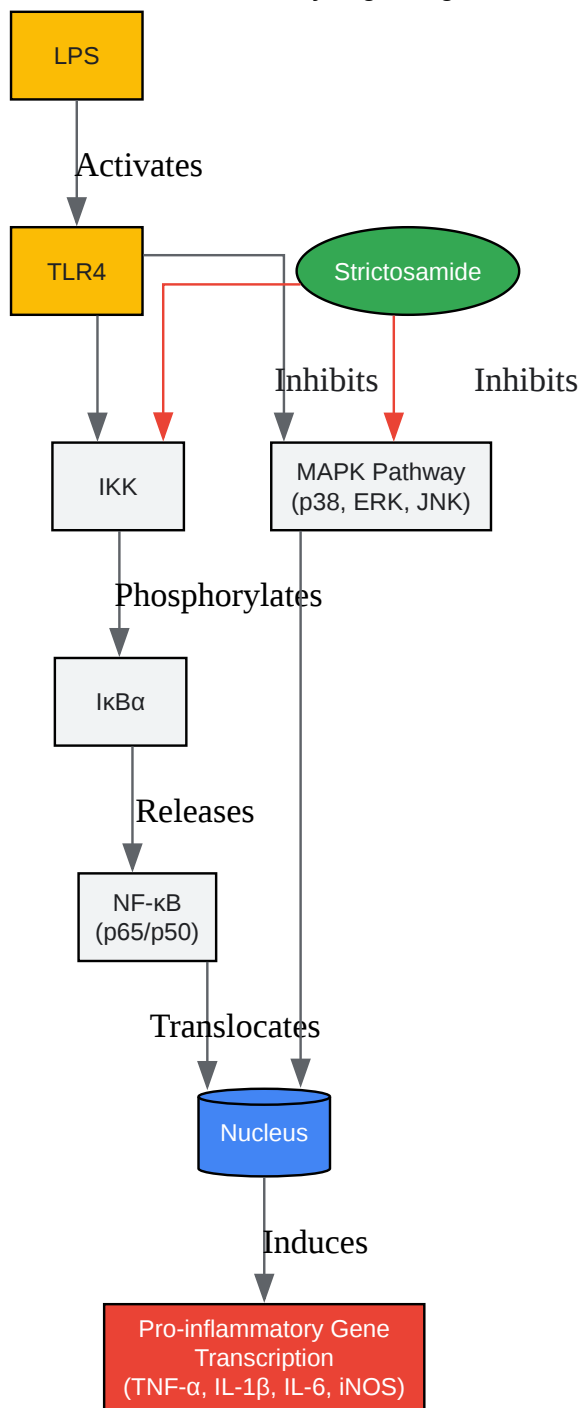 LPS
Activates
TLR4
Strictosamide
Inhibits
Inhibits
IKK
MAPK Pathway
(p38, ERK, JNK)
Phosphorylates
IκBα
Releases
NF-κB
(p65/p50)
Translocates
Nucleus
Induces
Pro-inflammatory Gene
Transcription
(TNF-α, IL-1β, IL-6, iNOS)